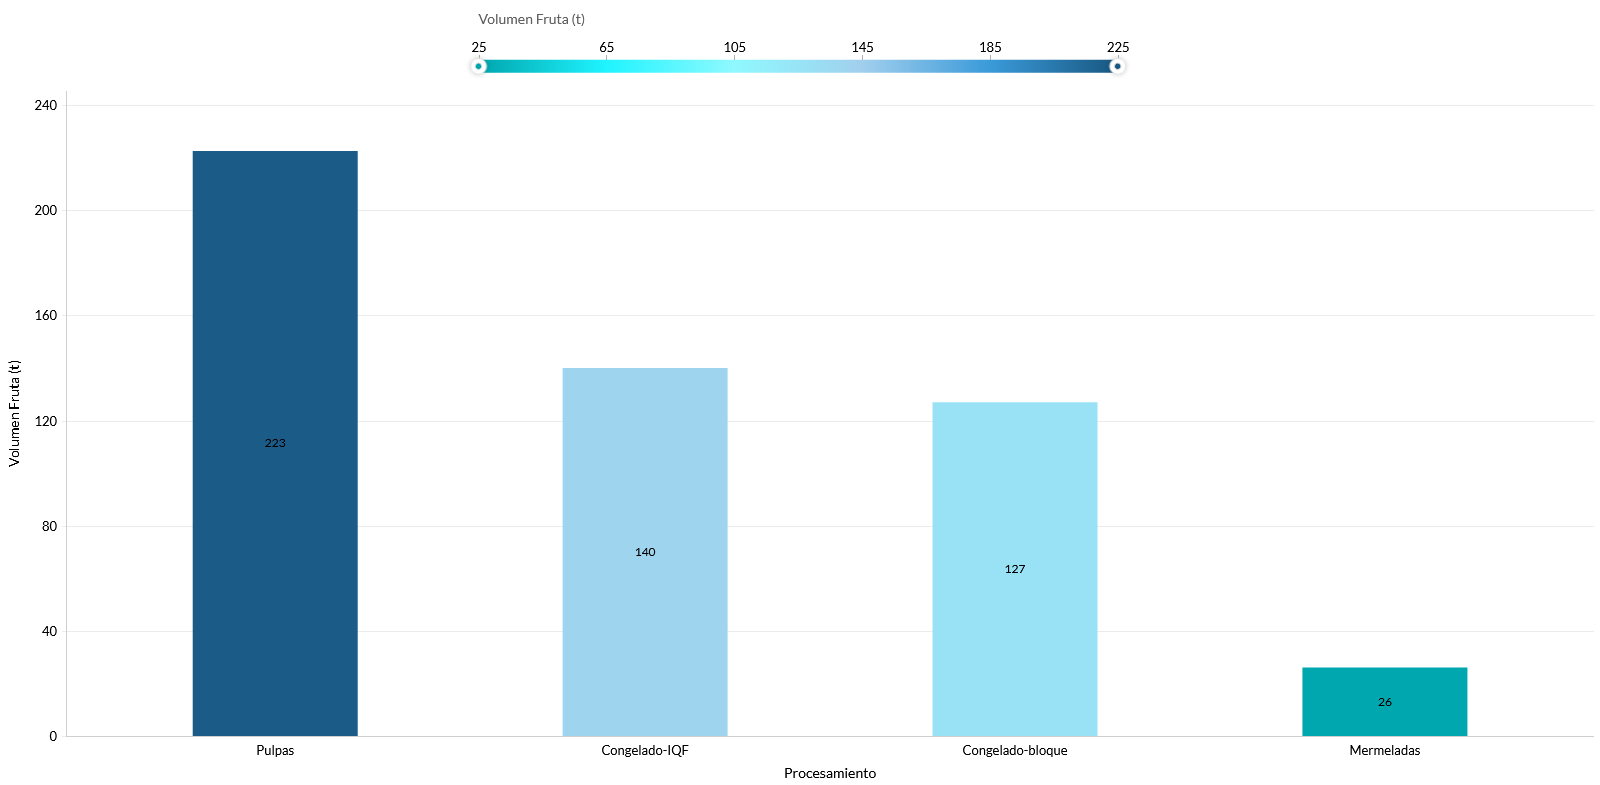 Volumen Fruta (t)
25 65 105 145 185 225
240
200
160
120
80
40
0
Volumen Fruta (t)
223
140
127
26
Pulpas Congelado-IQF Congelado-bloque Mermeladas
Procesamiento